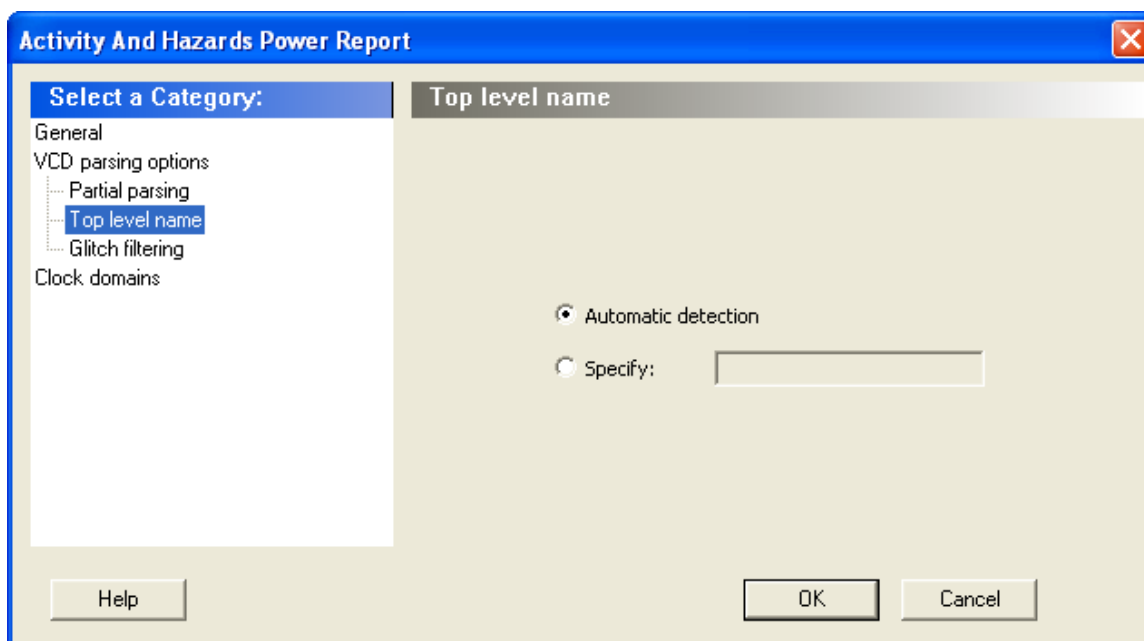 Activity And Hazards Power Report
Select a Category:
General
VCD parsing options
Partial parsing
Top level name
Glitch filtering
Clock domains
Top level name
Automatic detection
Specify:
Help
OK
Cancel